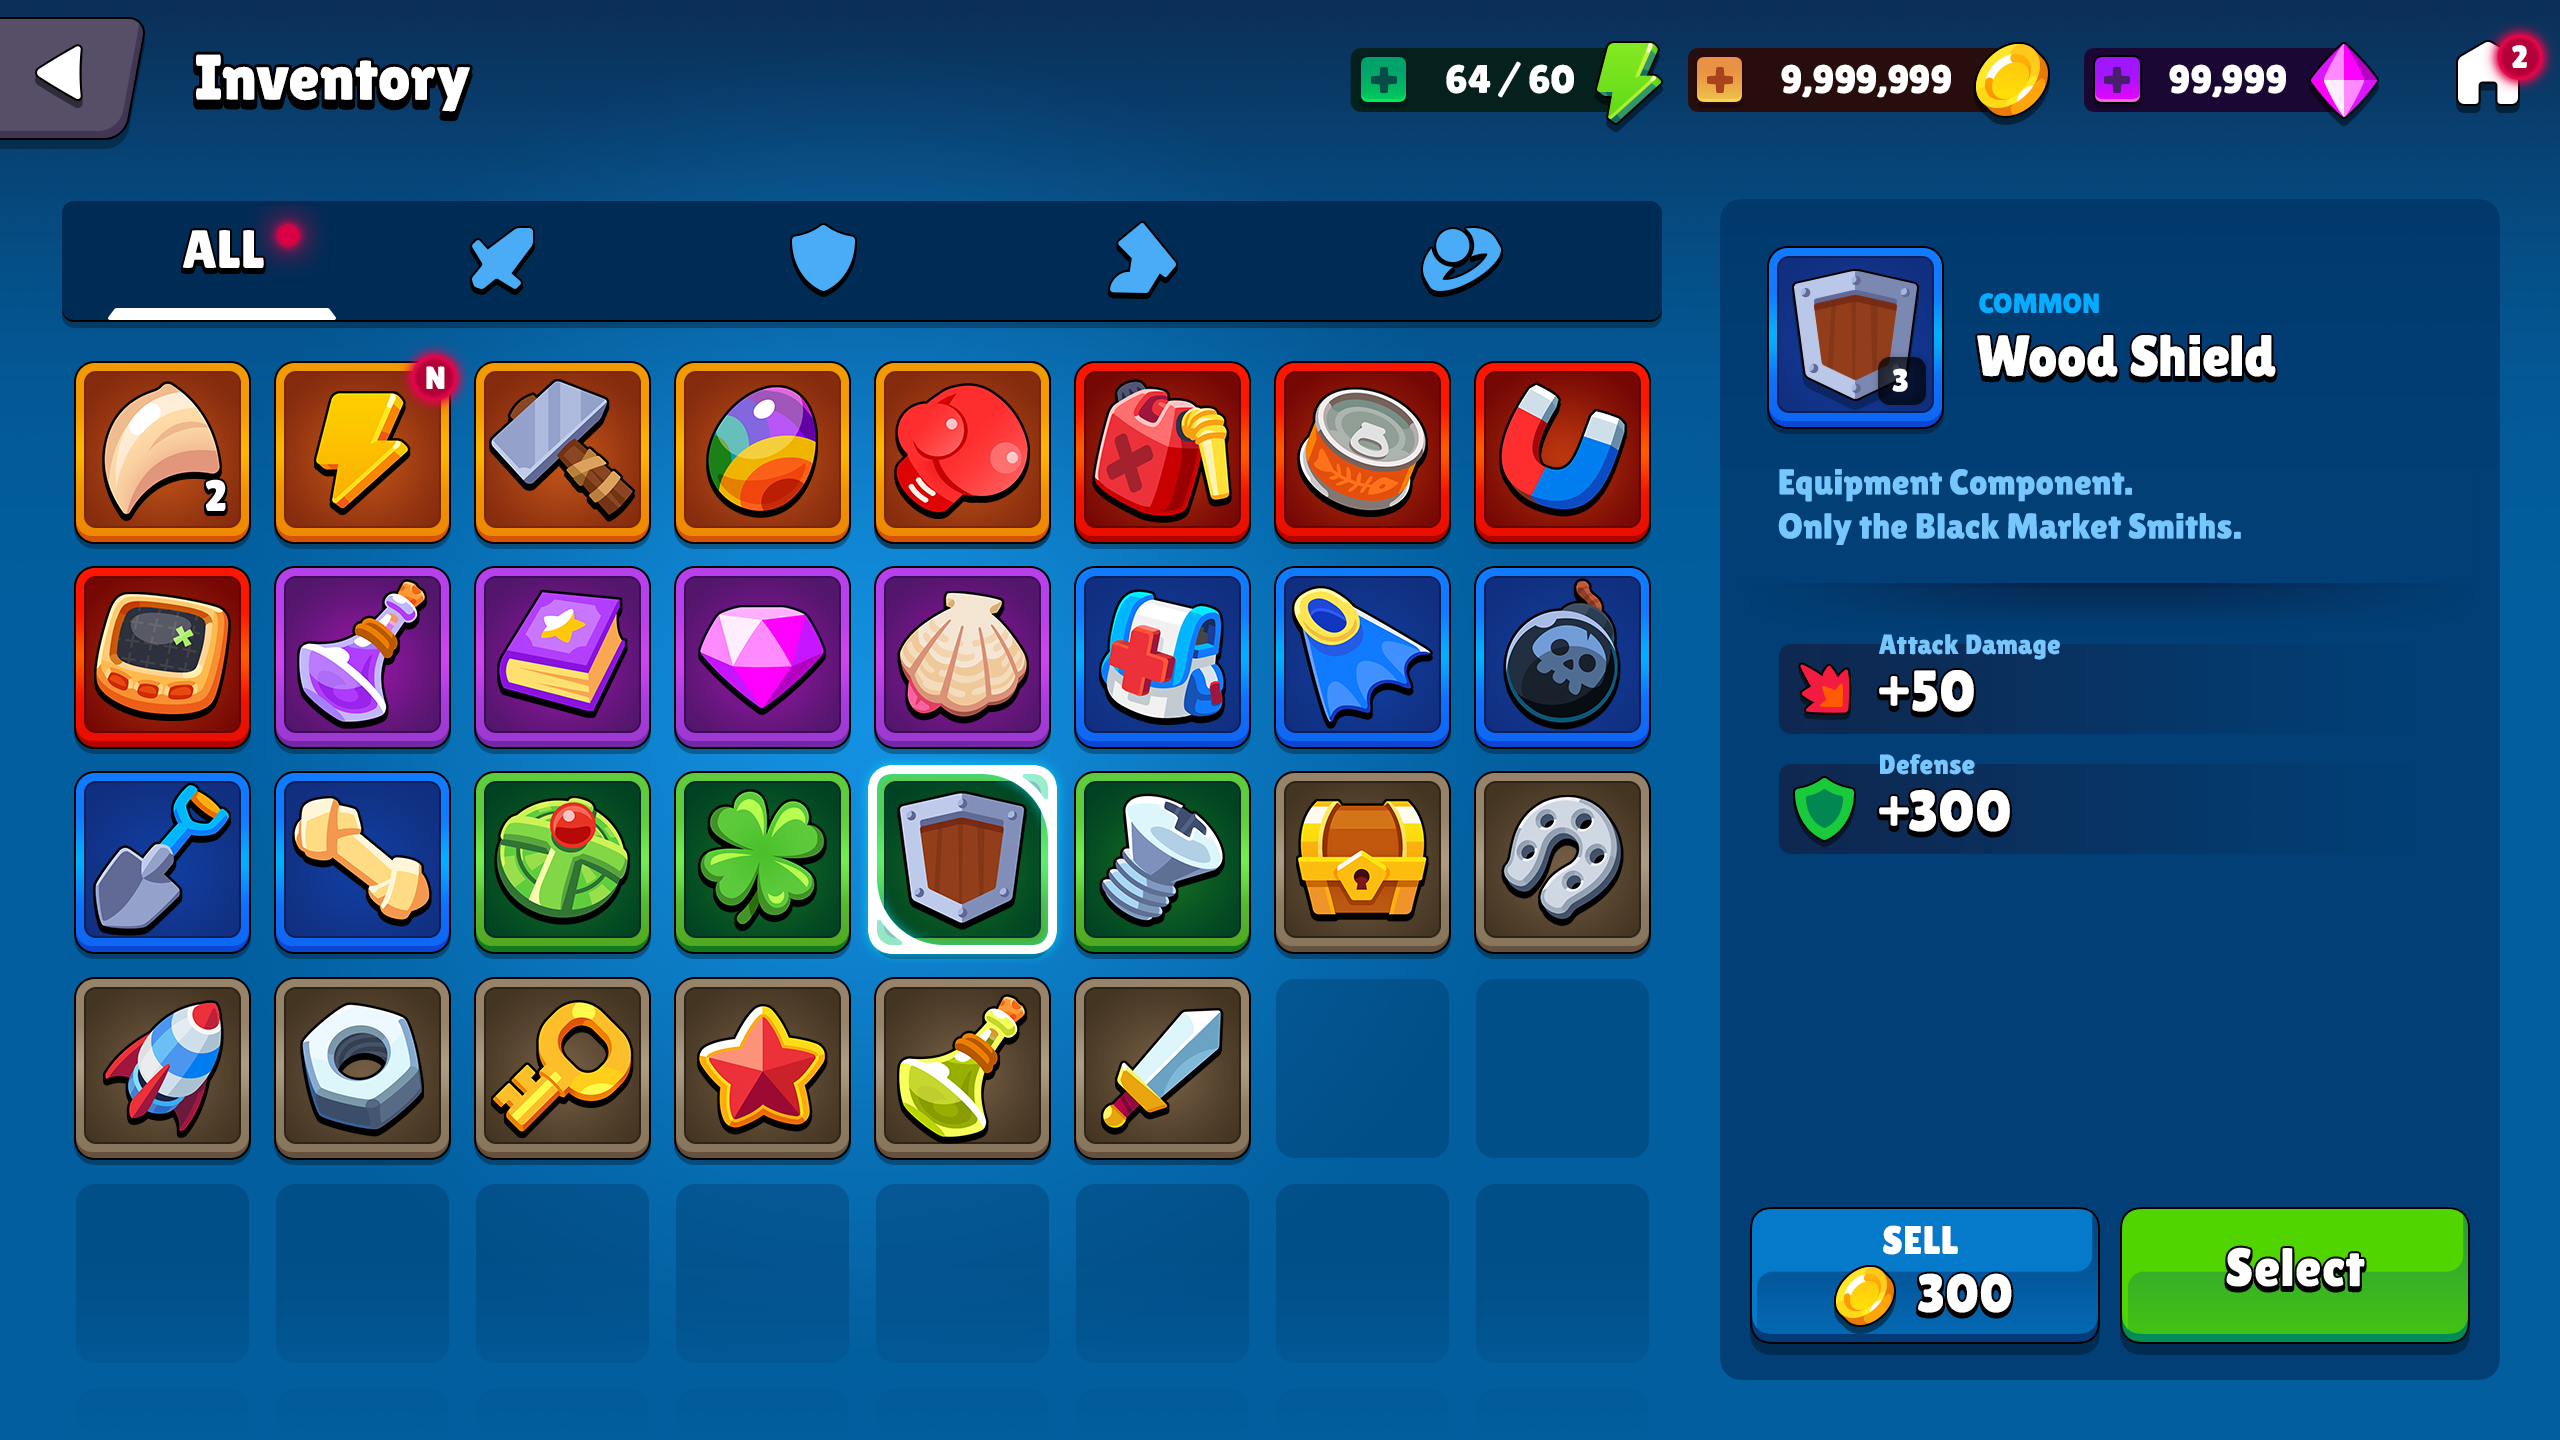 Inventory
64 / 60
9,999,999
99,999
2
ALL
N
2
3
COMMON
Wood Shield
Equipment Component.
Only the Black Market Smiths.
Attack Damage
+50
Defense
+300
SELL
300
Select